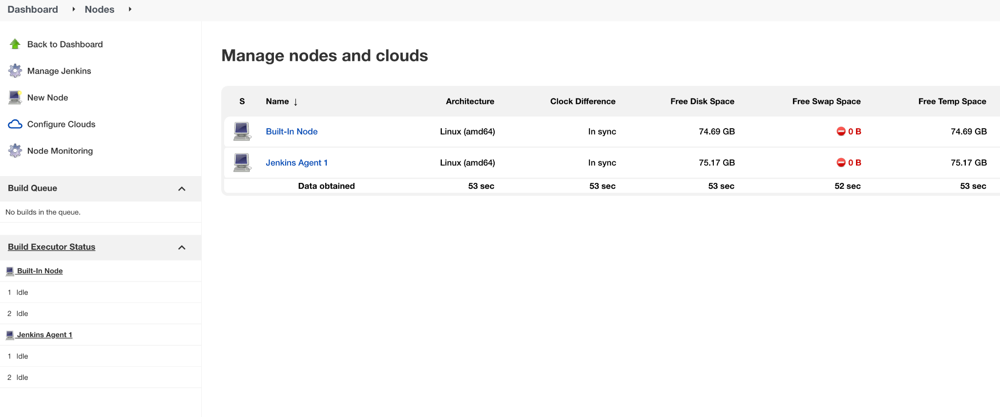 Dashboard Nodes
Back to Dashboard
Manage Jenkins
New Node
Configure Clouds
Node Monitoring
Build Queue
No builds in the queue.
Build Executor Status
Built-In Node
1 Idle
2 Idle
Jenkins Agent 1
1 Idle
2 Idle
Manage nodes and clouds
S Name ↓ Architecture Clock Difference Free Disk Space Free Swap Space Free Temp Space
Built-In Node Linux (amd64) In sync 74.69 GB 0 B 74.69 GB
Jenkins Agent 1 Linux (amd64) In sync 75.17 GB 0 B 75.17 GB
Data obtained 53 sec 53 sec 53 sec 52 sec 53 sec